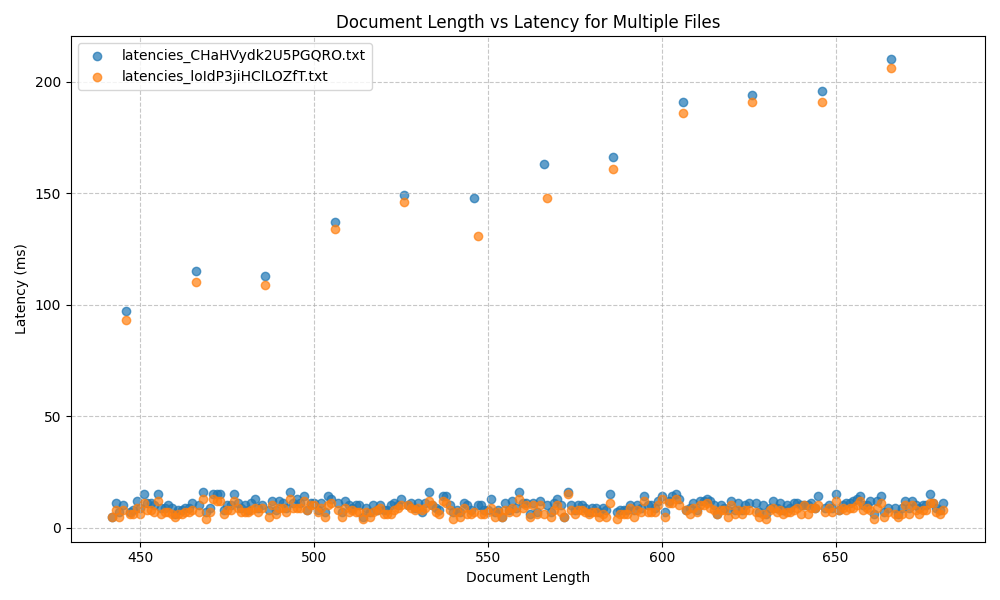 Document Length vs Latency for Multiple Files
latencies_CHaHVydk2U5PGQRO.txt
latencies_loIdP3jiHClLOZfT.txt
Latency (ms)
200
150
100
50
0
450
500
550
600
650
Document Length